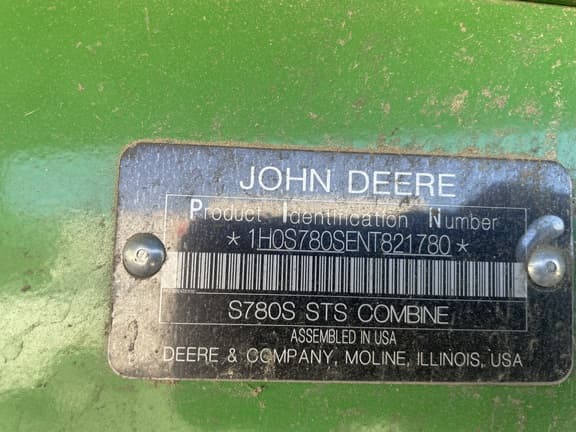 JOHN DEERE
Product Identification Number
*1H0S780SENT821780*
S780S STS COMBINE
ASSEMBLED IN USA
DEERE & COMPANY, MOLINE, ILLINOIS, USA